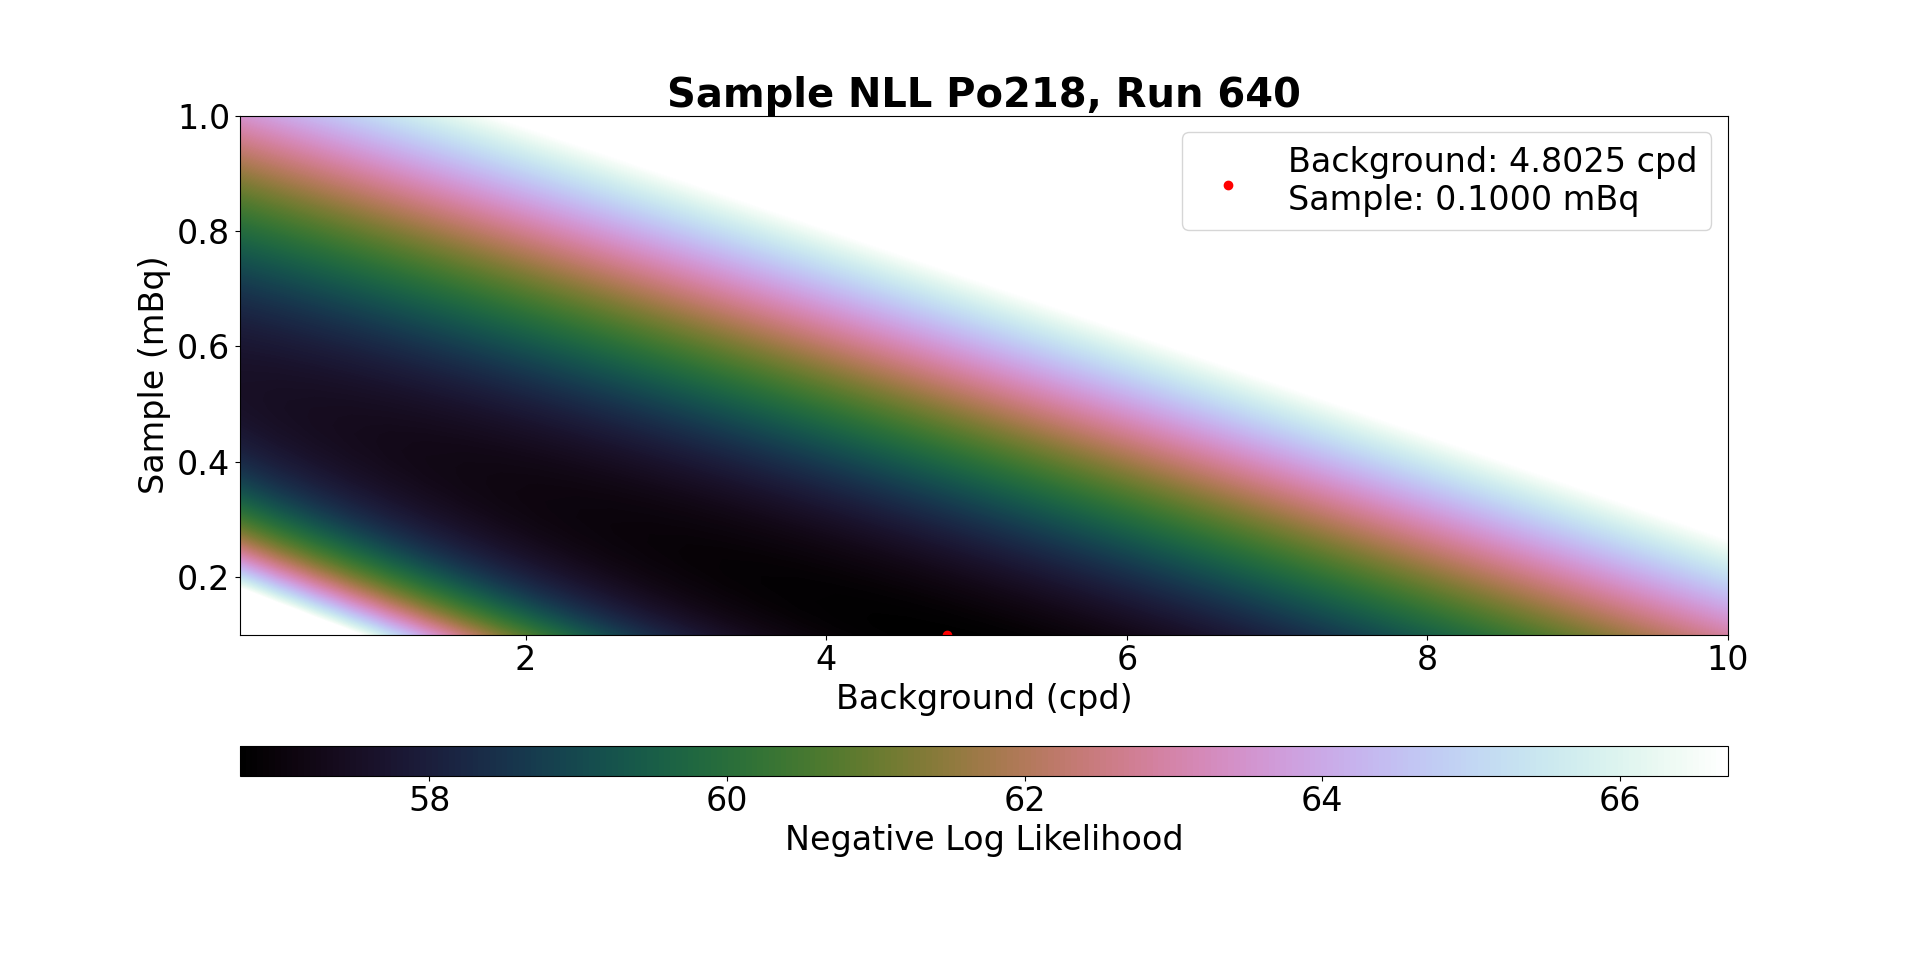 Sample NLL Po218, Run 640
Background: 4.8025 cpd
Sample: 0.1000 mBq
Sample (mBq)
1.0
0.8
0.6
0.4
0.2
2 4 6 8 10
Background (cpd)
58 60 62 64 66
Negative Log Likelihood